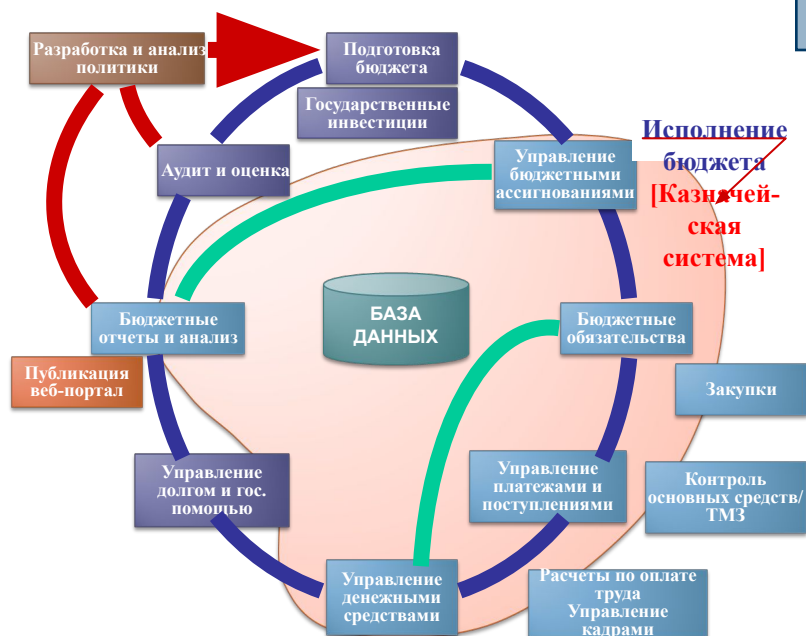 Разработка и анализ
политики
Подготовка
бюджета
Государственные
инвестиции
Аудит и оценка
Управление
бюджетными
ассигнованиями
Исполнение
бюджета
[Казначей-
ская
система]
БАЗА
ДАННЫХ
Бюджетные
отчеты и анализ
Бюджетные
обязательства
Публикация
веб-портал
Закупки
Управление
долгом и гос.
помощью
Управление
платежами и
поступлениями
Контроль
основных средств/
ТМЗ
Управление
денежными
средствами
Расчеты по оплате
труда
Управление
кадрами